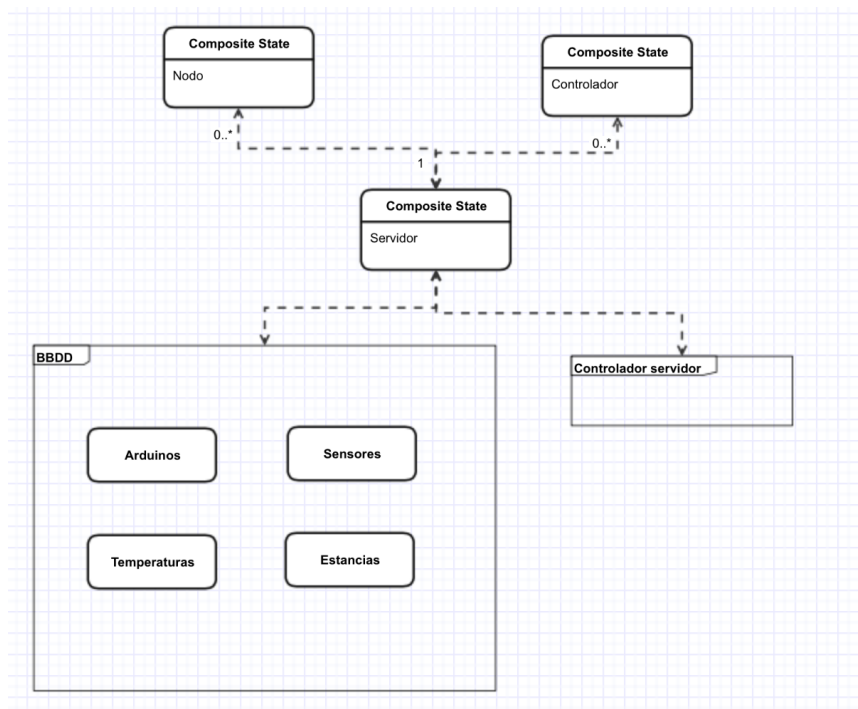 Composite State
Nodo
Composite State
Controlador
0..*
0..*
1
Composite State
Servidor
BBDD
Controlador servidor
Arduinos
Sensores
Temperaturas
Estancias